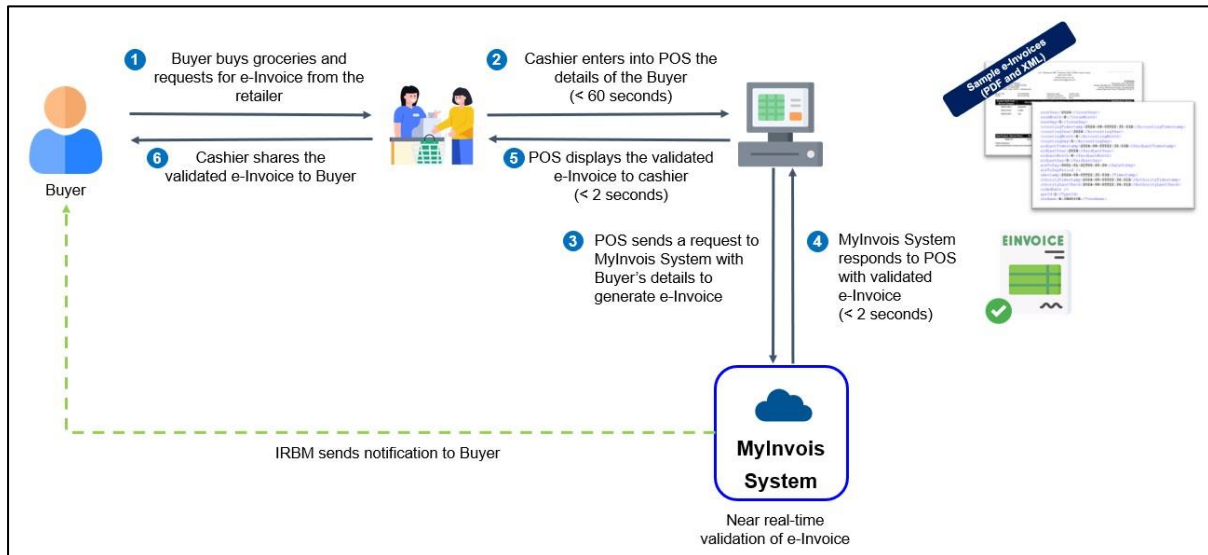 1
Buyer buys groceries and
requests for e-Invoice from the
retailer
2
Cashier enters into POS the
details of the Buyer
(< 60 seconds)
Sample e-Invoices
(PDF and XML)
6
Cashier shares the
validated e-Invoice to Buyer
5
POS displays the validated
e-Invoice to cashier
(< 2 seconds)
Buyer
3
POS sends a request to
MyInvois System with
Buyer's details to
generate e-Invoice
4
MyInvois System
responds to POS
with validated
e-Invoice
(< 2 seconds)
EINVOICE
IRBM sends notification to Buyer
MyInvois
System
Near real-time
validation of e-Invoice